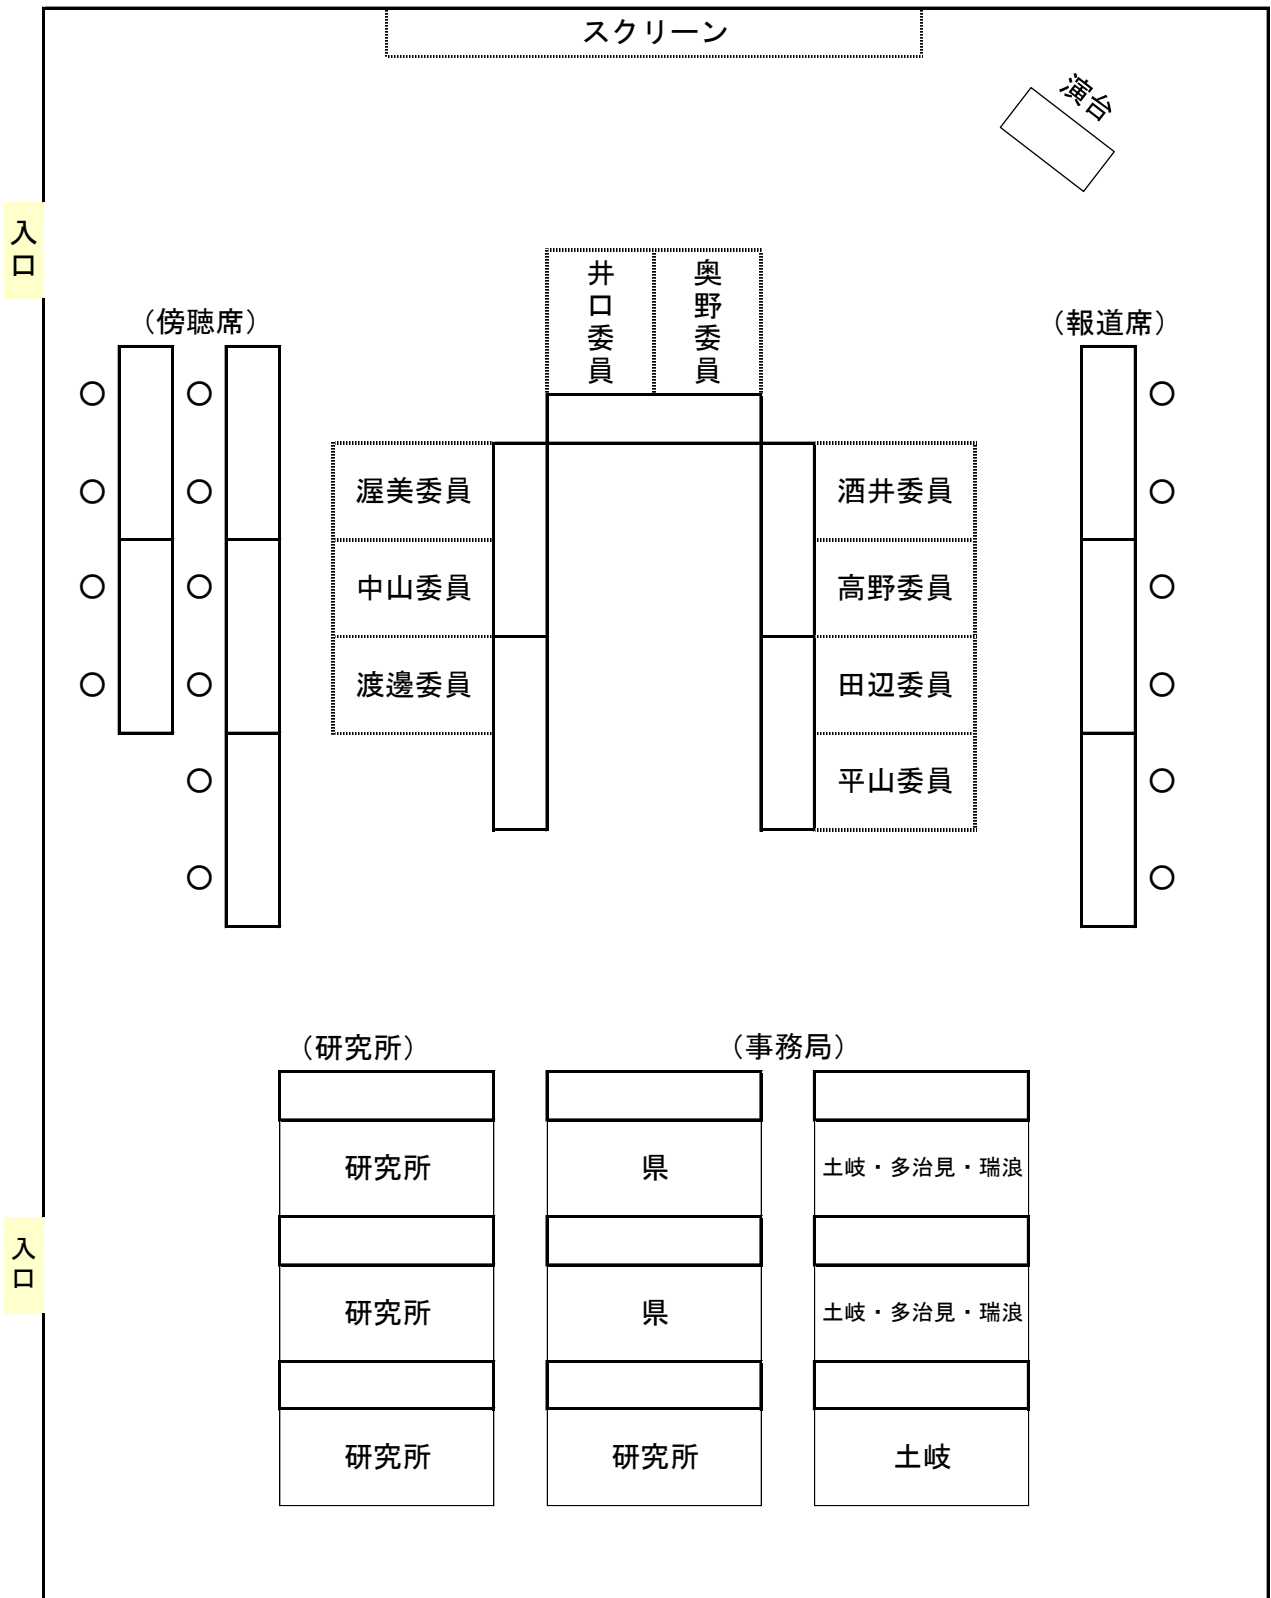 スクリーン
演台
入口
井口委員
奥野委員
（傍聴席）
（報道席）
○ ○ ○
渥美委員
酒井委員
○ ○ ○
中山委員
高野委員
○ ○ ○
渡邊委員
田辺委員
○ ○ ○
平山委員
○ ○
○ ○
（研究所）
（事務局）
研究所
県
土岐・多治見・瑞浪
入口
研究所
県
土岐・多治見・瑞浪
研究所
研究所
土岐